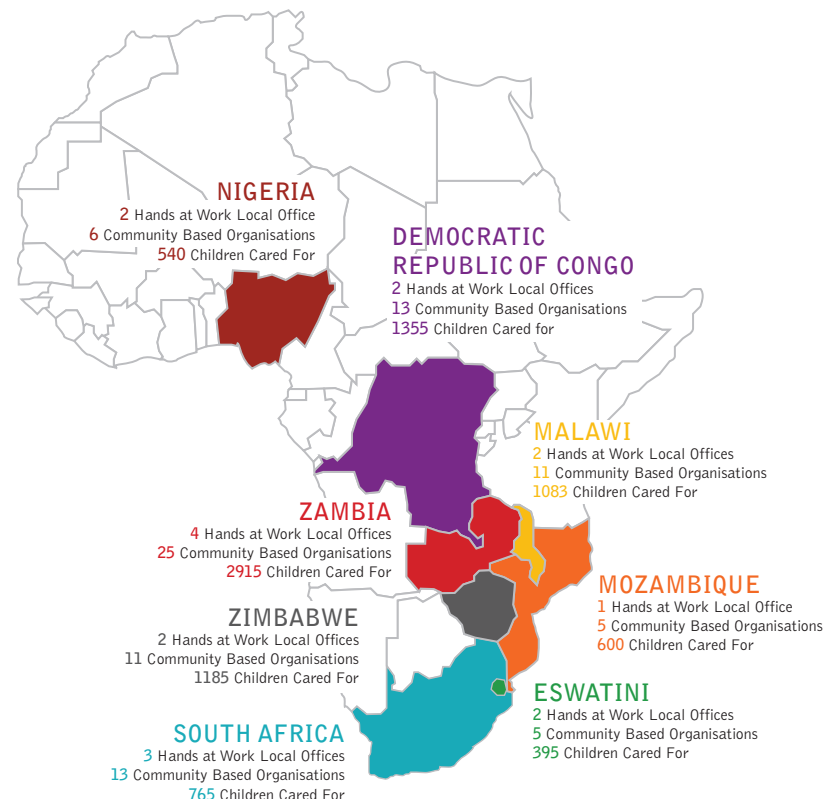 NIGERIA
2 Hands at Work Local Office
6 Community Based Organisations
540 Children Cared For
DEMOCRATIC
REPUBLIC OF CONGO
2 Hands at Work Local Offices
13 Community Based Organisations
1355 Children Cared for
MALAWI
2 Hands at Work Local Offices
11 Community Based Organisations
1083 Children Cared For
ZAMBIA
4 Hands at Work Local Offices
25 Community Based Organisations
2915 Children Cared For
MOZAMBIQUE
1 Hands at Work Local Office
5 Community Based Organisations
600 Children Cared For
ZIMBABWE
2 Hands at Work Local Offices
11 Community Based Organisations
1185 Children Cared For
ESWATINI
2 Hands at Work Local Offices
5 Community Based Organisations
395 Children Cared For
SOUTH AFRICA
3 Hands at Work Local Offices
13 Community Based Organisations
765 Children Cared For